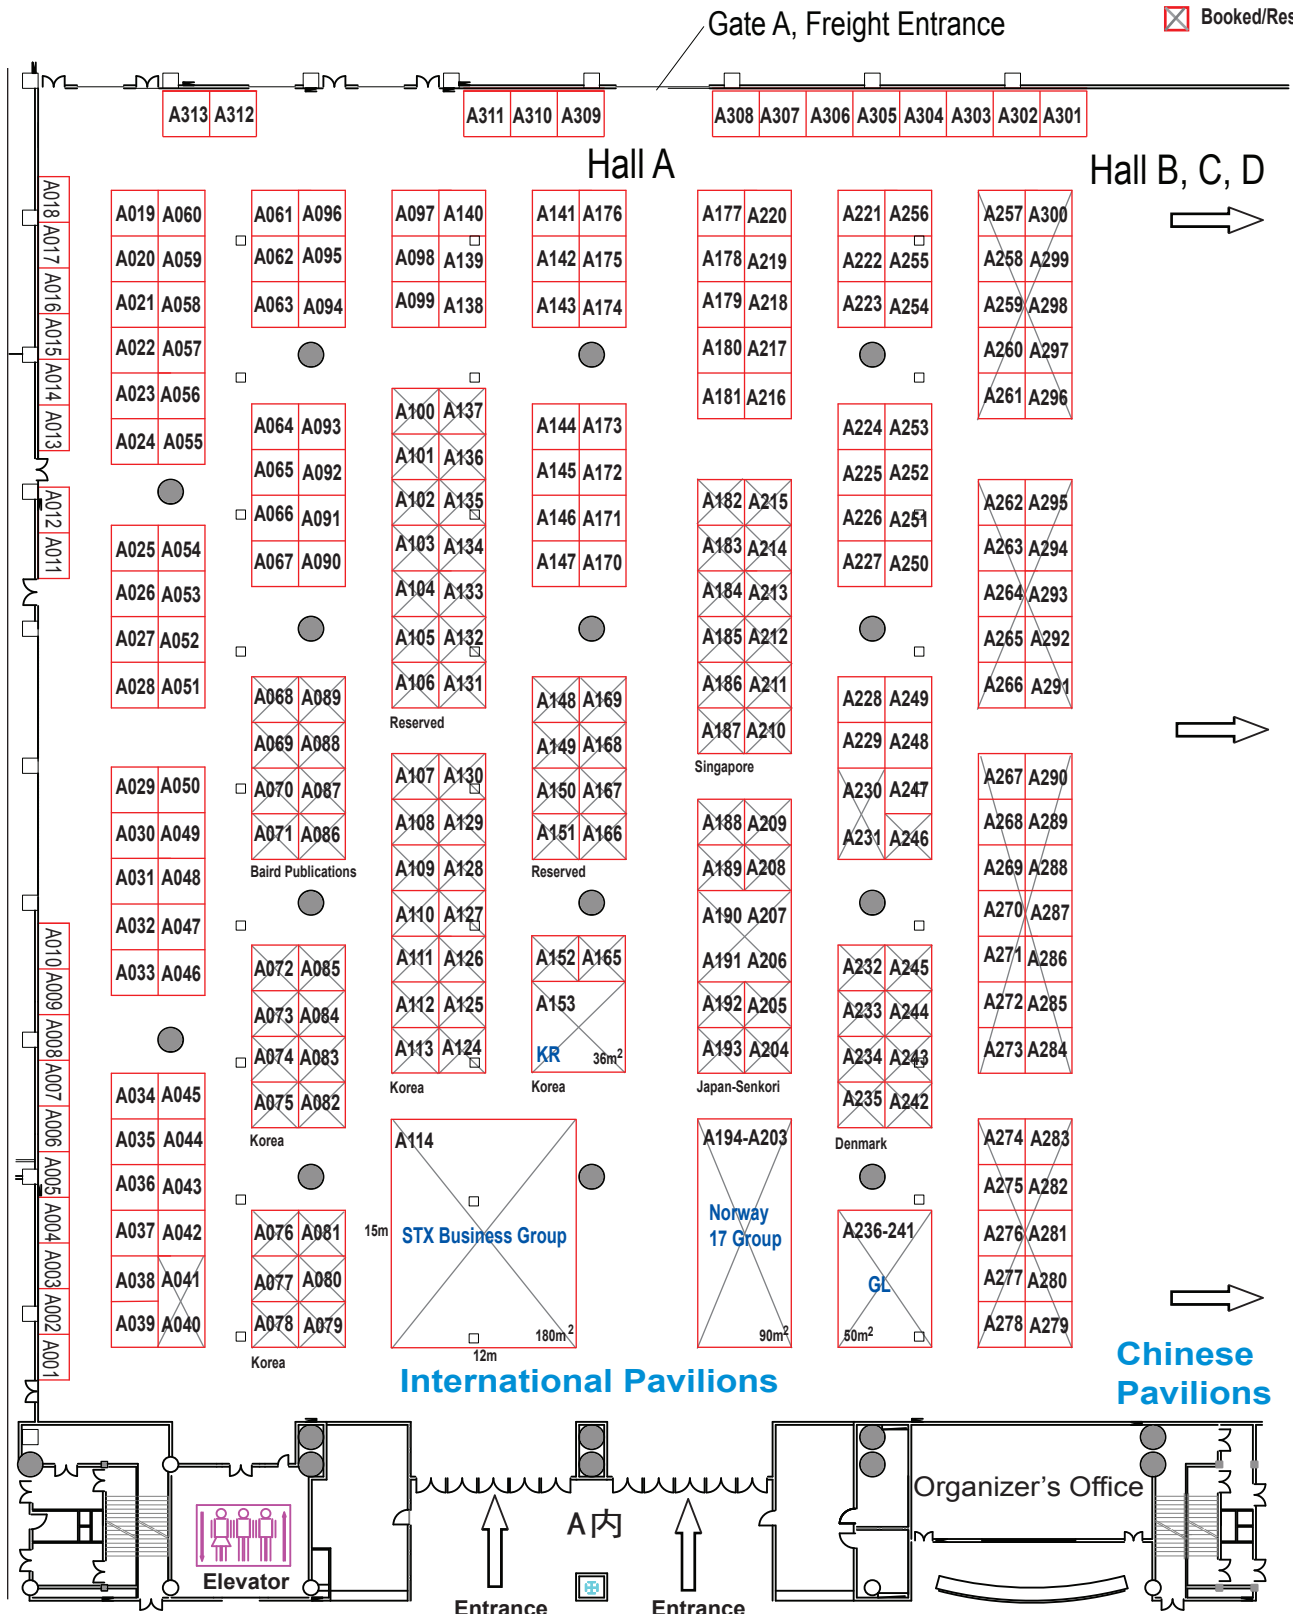 Gate A, Freight Entrance
Booked/Res
A313 A312
A311 A310 A309
A308 A307 A306 A305 A304 A303 A302 A301
Hall A
Hall B, C, D
A018
A017
A016
A015
A014
A013
A012
A011
A010
A009
A008
A007
A006
A005
A004
A003
A002
A001
A019 A060
A020 A059
A021 A058
A022 A057
A023 A056
A024 A055
A025 A054
A026 A053
A027 A052
A028 A051
A029 A050
A030 A049
A031 A048
A032 A047
A033 A046
A034 A045
A035 A044
A036 A043
A037 A042
A038 A041
A039 A040
A061 A096
A062 A095
A063 A094
A064 A093
A065 A092
A066 A091
A067 A090
A068 A089
A069 A088
A070 A087
A071 A086
Baird Publications
A072 A085
A073 A084
A074 A083
A075 A082
Korea
A076 A081
A077 A080
A078 A079
Korea
A097 A140
A098 A139
A099 A138
A100 A137
A101 A136
A102 A135
A103 A134
A104 A133
A105 A132
A106 A131
Reserved
A107 A130
A108 A129
A109 A128
A110 A127
A111 A126
A112 A125
A113 A124
Korea
A114
15m
STX Business Group
180m²
12m
A141 A176
A142 A175
A143 A174
A144 A173
A145 A172
A146 A171
A147 A170
A148 A169
A149 A168
A150 A167
A151 A166
Reserved
A152 A165
A153
KR 36m²
Korea
A177 A220
A178 A219
A179 A218
A180 A217
A181 A216
A182 A215
A183 A214
A184 A213
A185 A212
A186 A211
A187 A210
Singapore
A188 A209
A189 A208
A190 A207
A191 A206
A192 A205
A193 A204
Japan-Senkori
A194-A203
Norway
17 Group
90m²
A221 A256
A222 A255
A223 A254
A224 A253
A225 A252
A226 A251
A227 A250
A228 A249
A229 A248
A230 A247
A231 A246
A232 A245
A233 A244
A234 A243
A235 A242
Denmark
A236-241
GL
50m²
A257 A300
A258 A299
A259 A298
A260 A297
A261 A296
A262 A295
A263 A294
A264 A293
A265 A292
A266 A291
A267 A290
A268 A289
A269 A288
A270 A287
A271 A286
A272 A285
A273 A284
A274 A283
A275 A282
A276 A281
A277 A280
A278 A279
International Pavilions
Chinese
Pavilions
Organizer's Office
A内
Elevator
Entrance
Entrance